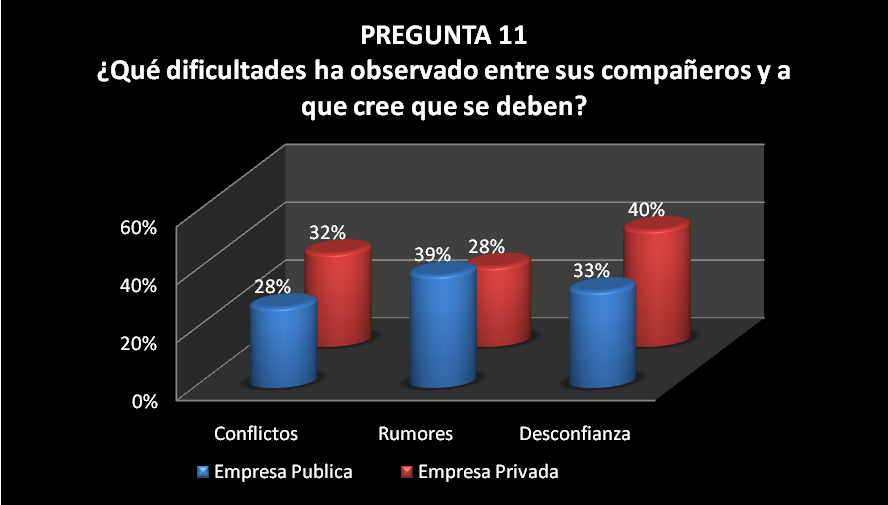 PREGUNTA 11
¿Qué dificultades ha observado entre sus compañeros y a
que cree que se deben?
60%
40%
20%
0%
28%
32%
39%
28%
33%
40%
Conflictos
Rumores
Desconfianza
Empresa Publica
Empresa Privada